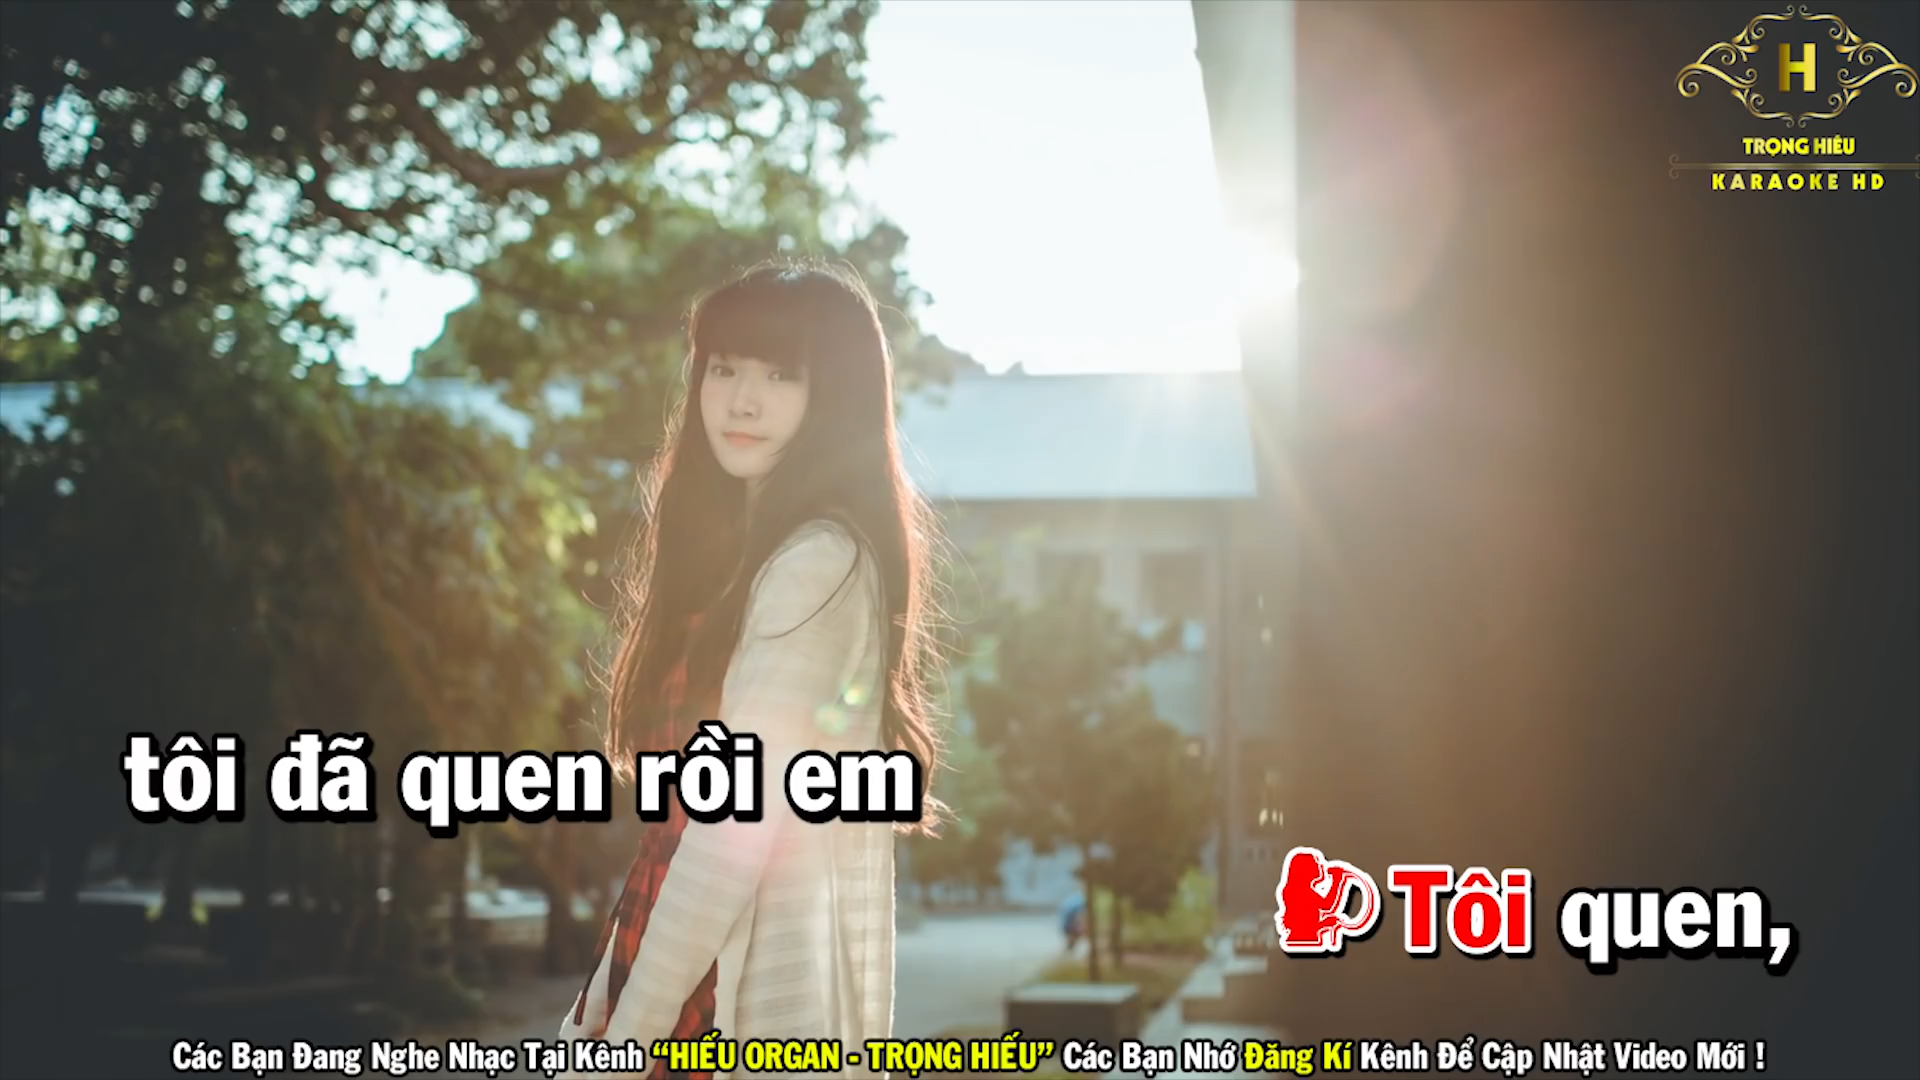 H
TRỌNG HIẾU
KARAOKE HD
tôi đã quen rồi em
Tôi quen,
Các Bạn Đang Nghe Nhạc Tại Kênh “HIẾU ORGAN - TRỌNG HIẾU” Các Bạn Nhớ Đăng Kí Kênh Để Cập Nhật Video Mới !